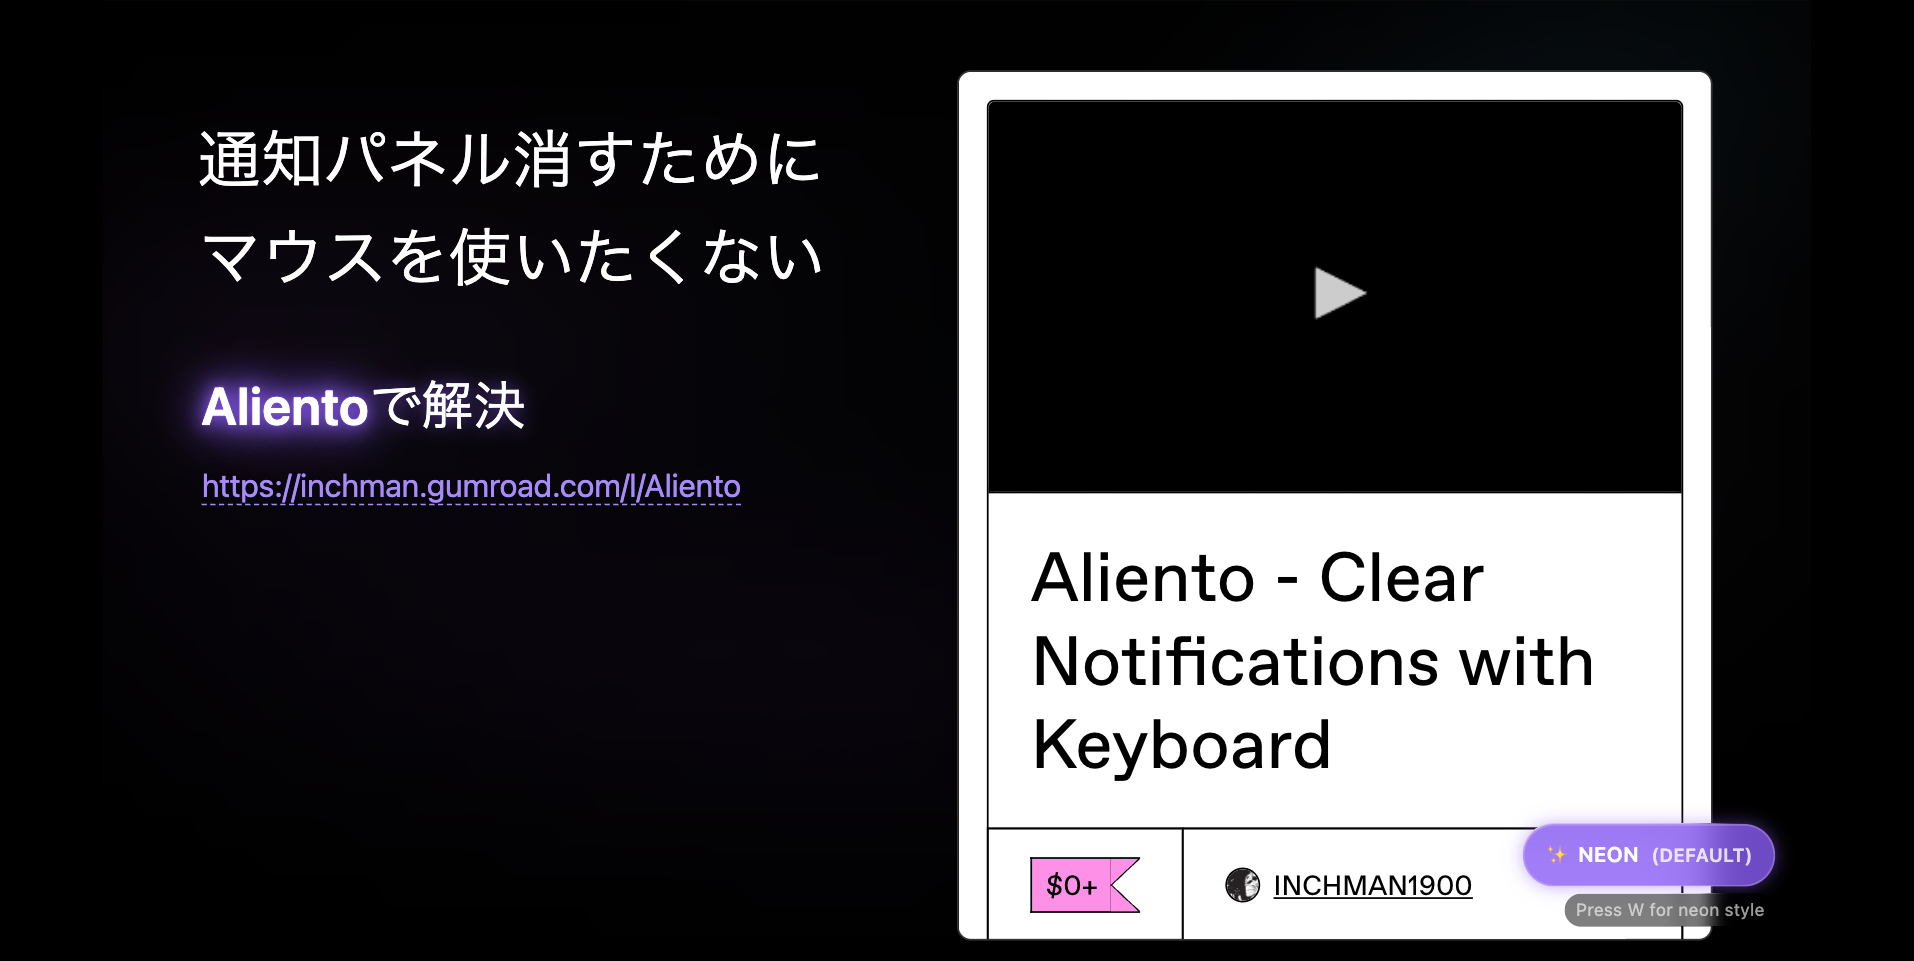 通知パネル消すために
マウスを使いたくない
Alientoで解決
https://inchman.gumroad.com/l/Aliento
Aliento - Clear
Notifications with
Keyboard
$0+
INCHMAN1900
✨ NEON (DEFAULT)
Press W for neon style